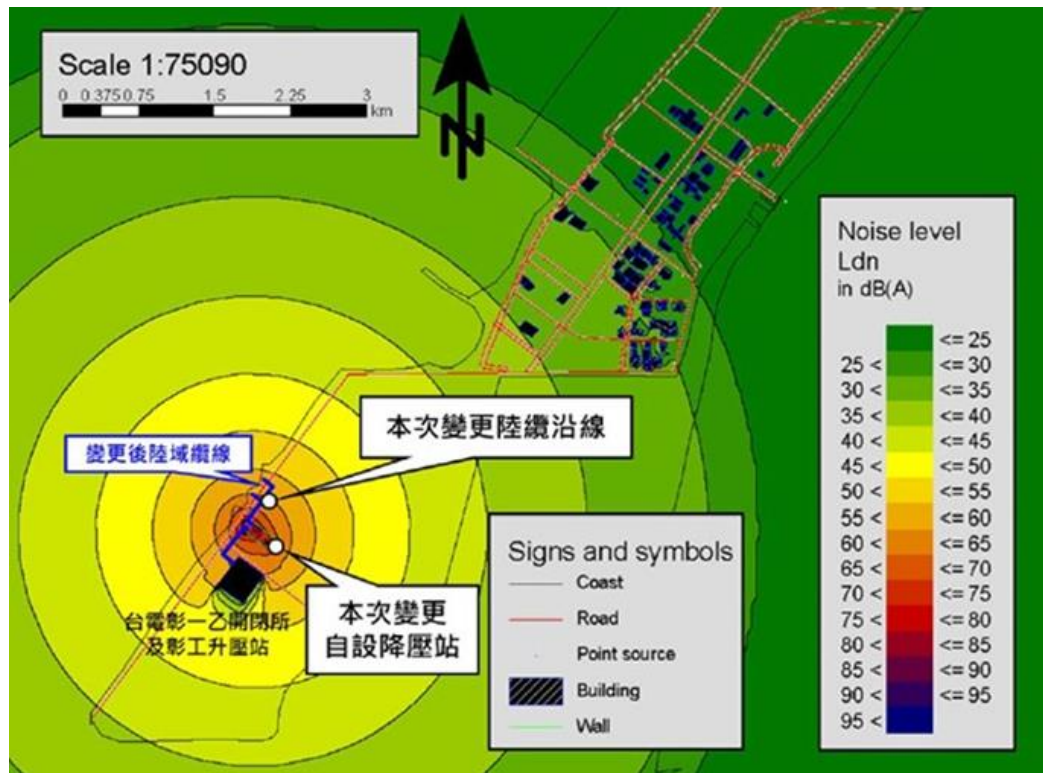 Scale 1:75090
0 0.375 0.75 1.5 2.25 3
km
N
Noise level
Ldn
in dB(A)
<= 25
25 < <= 30
30 < <= 35
35 < <= 40
40 < <= 45
45 < <= 50
50 < <= 55
55 < <= 60
60 < <= 65
65 < <= 70
70 < <= 75
75 < <= 80
80 < <= 85
85 < <= 90
90 < <= 95
95 <
本次變更陸纜沿線
變更後陸域纜線
本次變更
自設降壓站
台電彰一乙開閉所
及彰工升壓站
Signs and symbols
Coast
Road
Point source
Building
Wall